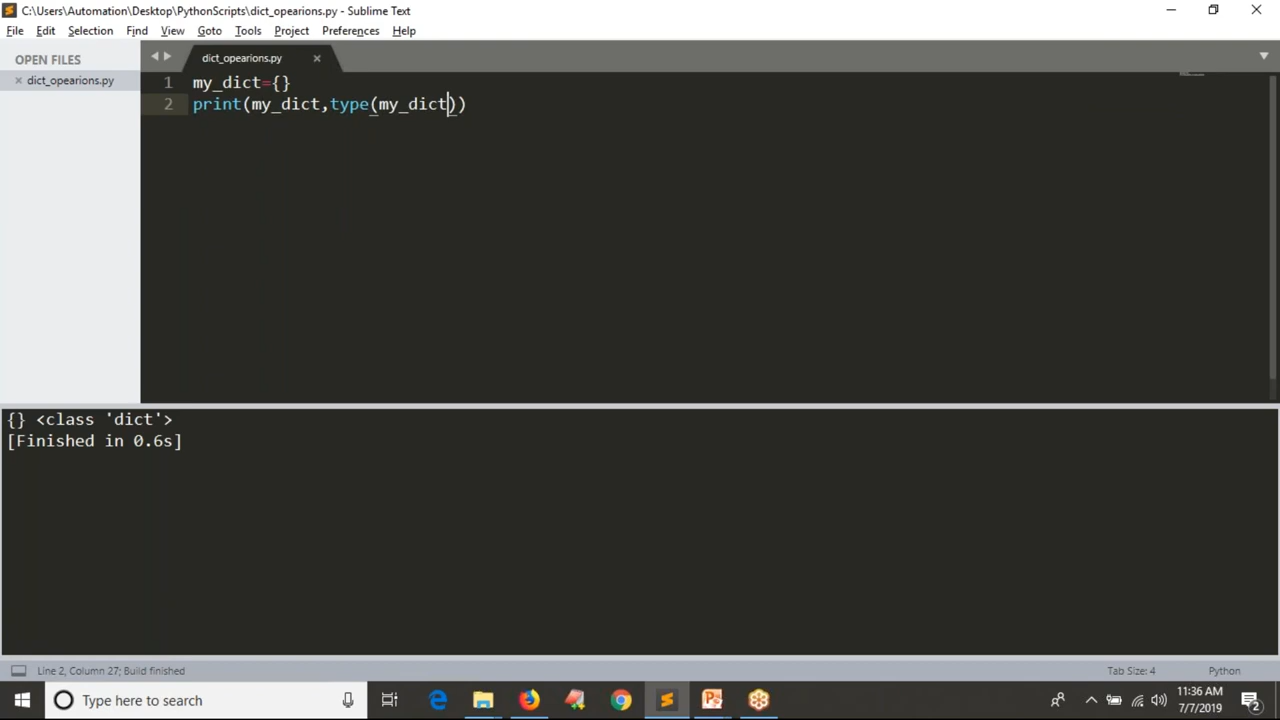 C:\Users\Automation\Desktop\PythonScripts\dict_opearions.py - Sublime Text
File Edit Selection Find View Goto Tools Project Preferences Help
OPEN FILES
dict_opearions.py
dict_opearions.py
1 my_dict={}
2 print(my_dict,type(my_dict))
{} <class 'dict'>
[Finished in 0.6s]
Line 2, Column 27; Build finished
Tab Size: 4
Python
Type here to search
11:36 AM
7/7/2019
2